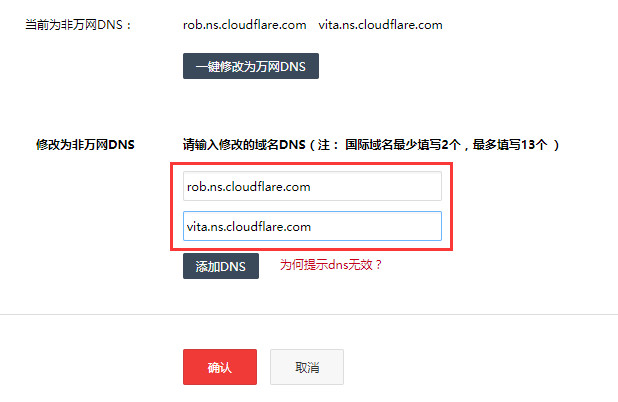 当前为非万网DNS： rob.ns.cloudflare.com vita.ns.cloudflare.com
一键修改为万网DNS
修改为非万网DNS 请输入修改的域名DNS（注： 国际域名最少填写2个，最多填写13个 ）
rob.ns.cloudflare.com
vita.ns.cloudflare.com
添加DNS 为何提示dns无效？
确认 取消